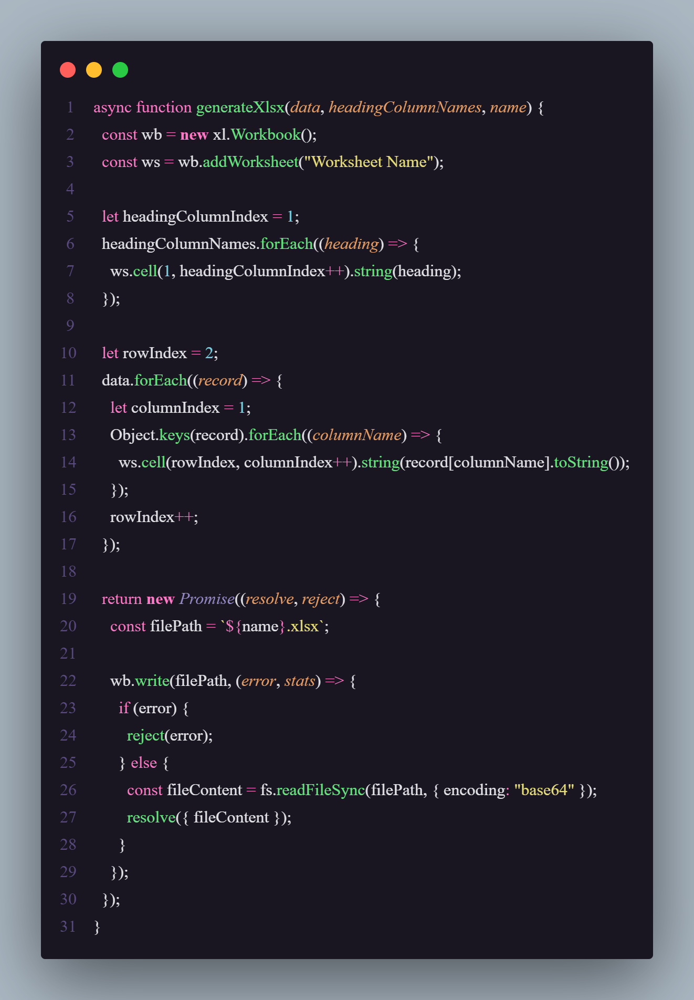 1 async function generateXlsx(data, headingColumnNames, name) {
2 const wb = new xl.Workbook();
3 const ws = wb.addWorksheet("Worksheet Name");
4
5 let headingColumnIndex = 1;
6 headingColumnNames.forEach((heading) => {
7 ws.cell(1, headingColumnIndex++).string(heading);
8 });
9
10 let rowIndex = 2;
11 data.forEach((record) => {
12 let columnIndex = 1;
13 Object.keys(record).forEach((columnName) => {
14 ws.cell(rowIndex, columnIndex++).string(record[columnName].toString());
15 });
16 rowIndex++;
17 });
18
19 return new Promise((resolve, reject) => {
20 const filePath = `${name}.xlsx`;
21
22 wb.write(filePath, (error, stats) => {
23 if (error) {
24 reject(error);
25 } else {
26 const fileContent = fs.readFileSync(filePath, { encoding: "base64" });
27 resolve({ fileContent });
28 }
29 });
30 });
31 }